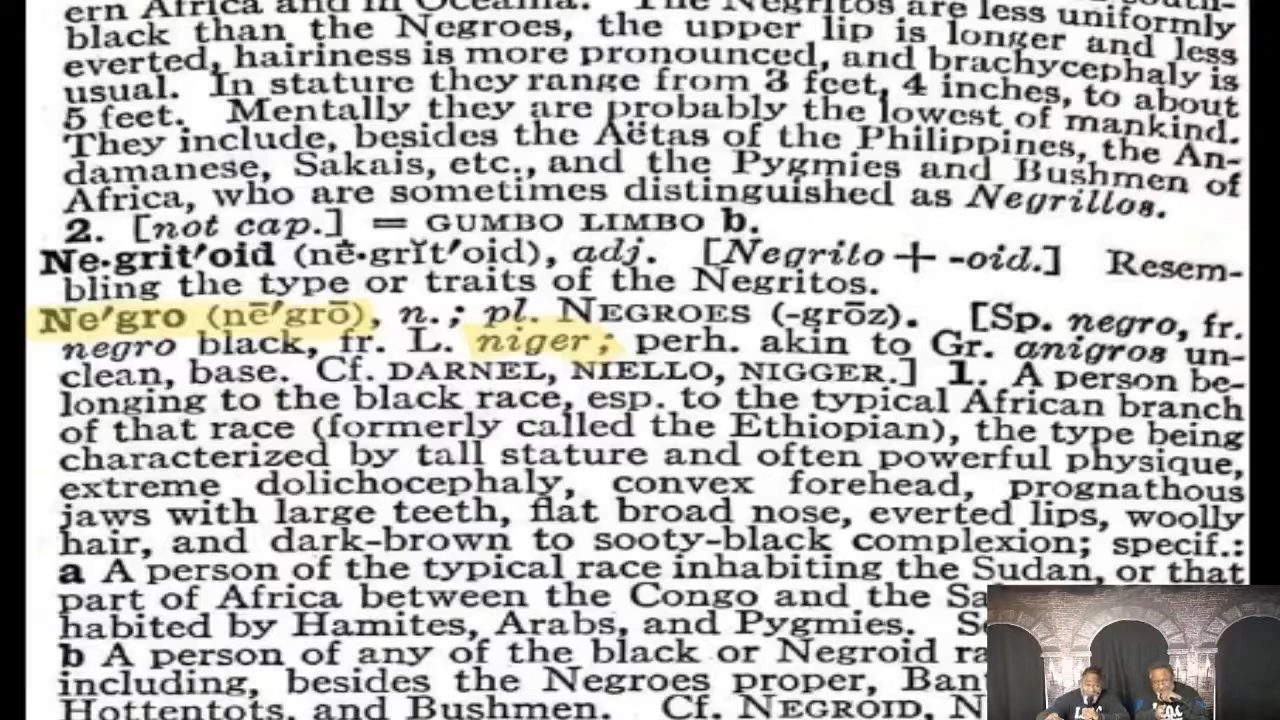 ern Africa and in Oceania. The Negritos are less uniformly
black than the Negroes, the upper lip is longer and less
everted, hairiness is more pronounced, and brachycephaly is
usual. In stature they range from 3 feet, 4 inches, to about
5 feet. Mentally they are probably the lowest of mankind.
They include, besides the Aëtas of the Philippines, the An-
damanese, Sakais, etc., and the Pygmies and Bushmen of
Africa, who are sometimes distinguished as Negrillos.
2. [not cap.] = GUMBO LIMBO b.
Ne·grit′oid (nē·grĭt′oid), adj. [Negrito + -oid.] Resem-
bling the type or traits of the Negritos.
Ne′gro (nē′grō), n.; pl. NEGROES (-grōz). [Sp. negro, fr.
negro black, fr. L. niger; perh. akin to Gr. anigros un-
clean, base. Cf. DARNEL, NIELLO, NIGGER.] 1. A person be-
longing to the black race, esp. to the typical African branch
of that race (formerly called the Ethiopian), the type being
characterized by tall stature and often powerful physique,
extreme dolichocephaly, convex forehead, prognathous
jaws with large teeth, flat broad nose, everted lips, woolly
hair, and dark-brown to sooty-black complexion; specif.:
a A person of the typical race inhabiting the Sudan, or that
part of Africa between the Congo and the Sa
habited by Hamites, Arabs, and Pygmies.
b A person of any of the black or Negroid ra
including, besides the Negroes proper, Ban
Hottentots, and Bushmen. Cf. NEGROID, N